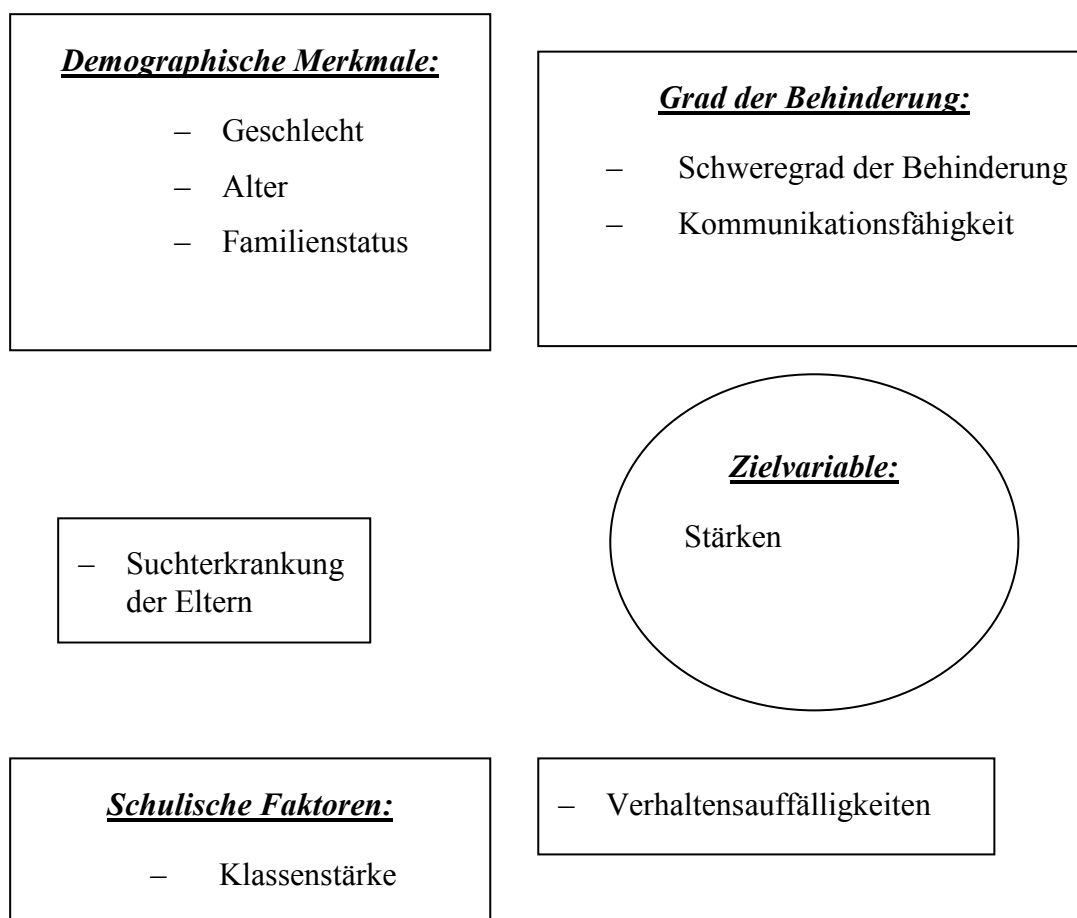 Demographische Merkmale:
– Geschlecht
– Alter
– Familienstatus
Grad der Behinderung:
– Schweregrad der Behinderung
– Kommunikationsfähigkeit
Zielvariable:
Stärken
– Suchterkrankung
der Eltern
Schulische Faktoren:
– Klassenstärke
– Verhaltensauffälligkeiten